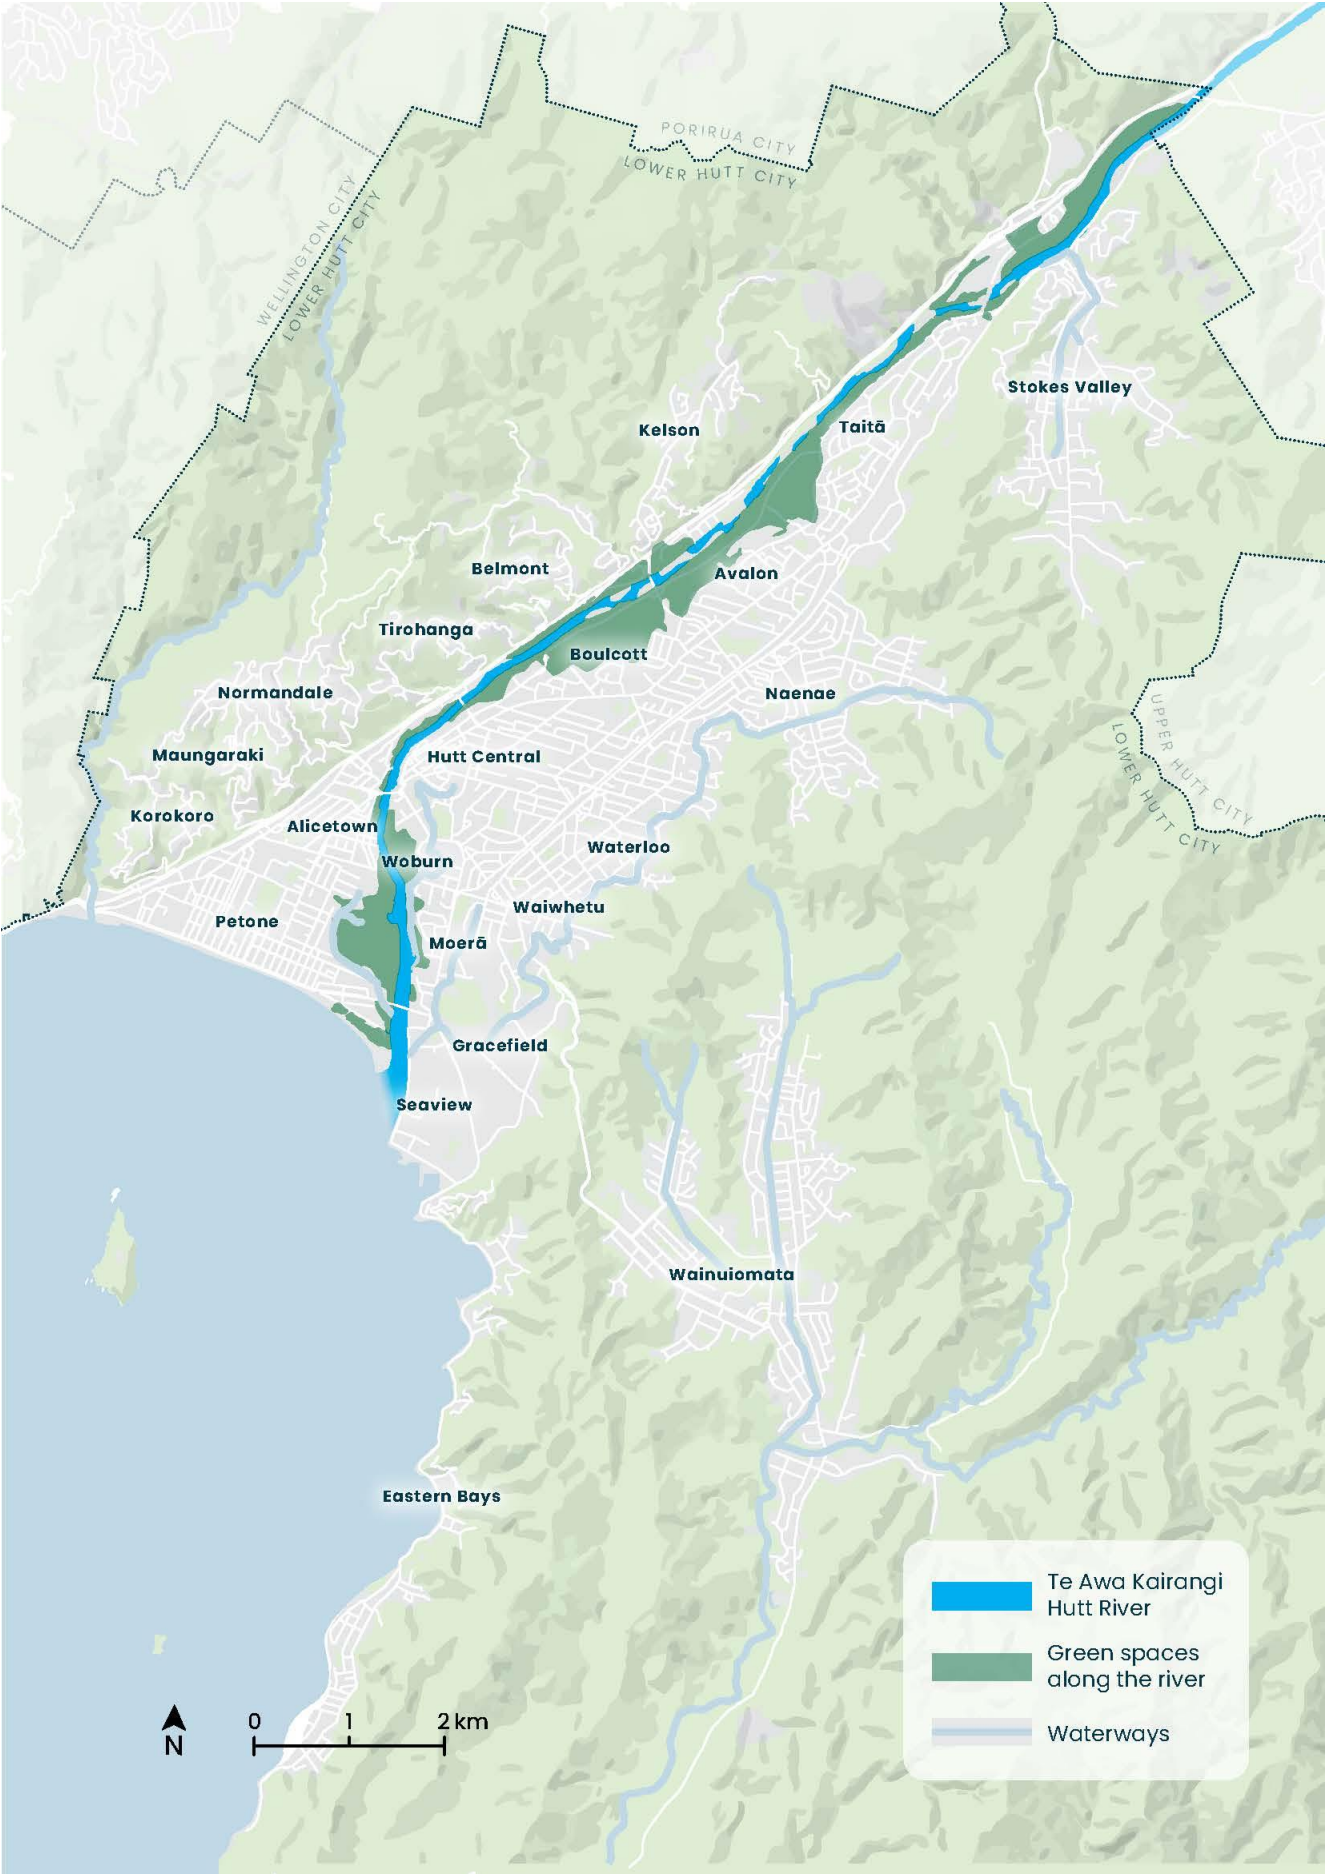 PORIRUA CITY
LOWER HUTT CITY
WELLINGTON CITY
LOWER HUTT CITY
Stokes Valley
Taitā
Kelson
Belmont
Avalon
Tirohanga
Boulcott
Normandale
Naenae
UPPER HUTT CITY
LOWER HUTT CITY
Maungaraki
Hutt Central
Korokoro
Alicetown
Waterloo
Woburn
Waiwhetu
Petone
Moerā
Gracefield
Seaview
Wainuiomata
Eastern Bays
Te Awa Kairangi
Hutt River
Green spaces
along the river
Waterways
0 1 2 km
N